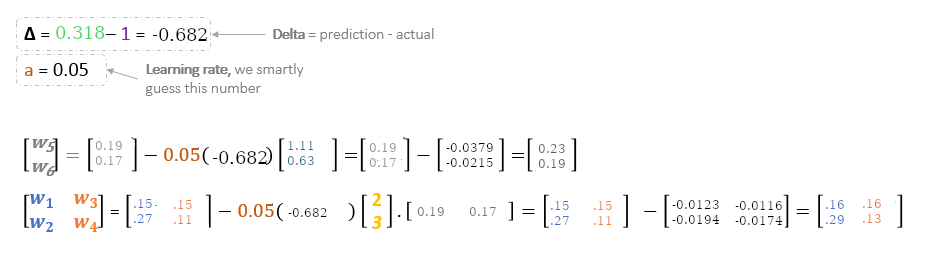 Δ = 0.318 – 1 = -0.682 Delta = prediction - actual
a = 0.05 Learning rate, we smartly
guess this number
[w5 w6] = [0.19 0.17] − 0.05(-0.682) [1.11 0.63] = [0.19 0.17] − [-0.0379 -0.0215] = [0.23 0.19]
[w1 w3 w2 w4] = [.15 .15 .27 .11] − 0.05( -0.682 ) [2 3] . [ 0.19 0.17 ] = [.15 .15 .27 .11] − [-0.0123 -0.0116 -0.0194 -0.0174] = [.16 .16 .29 .13]